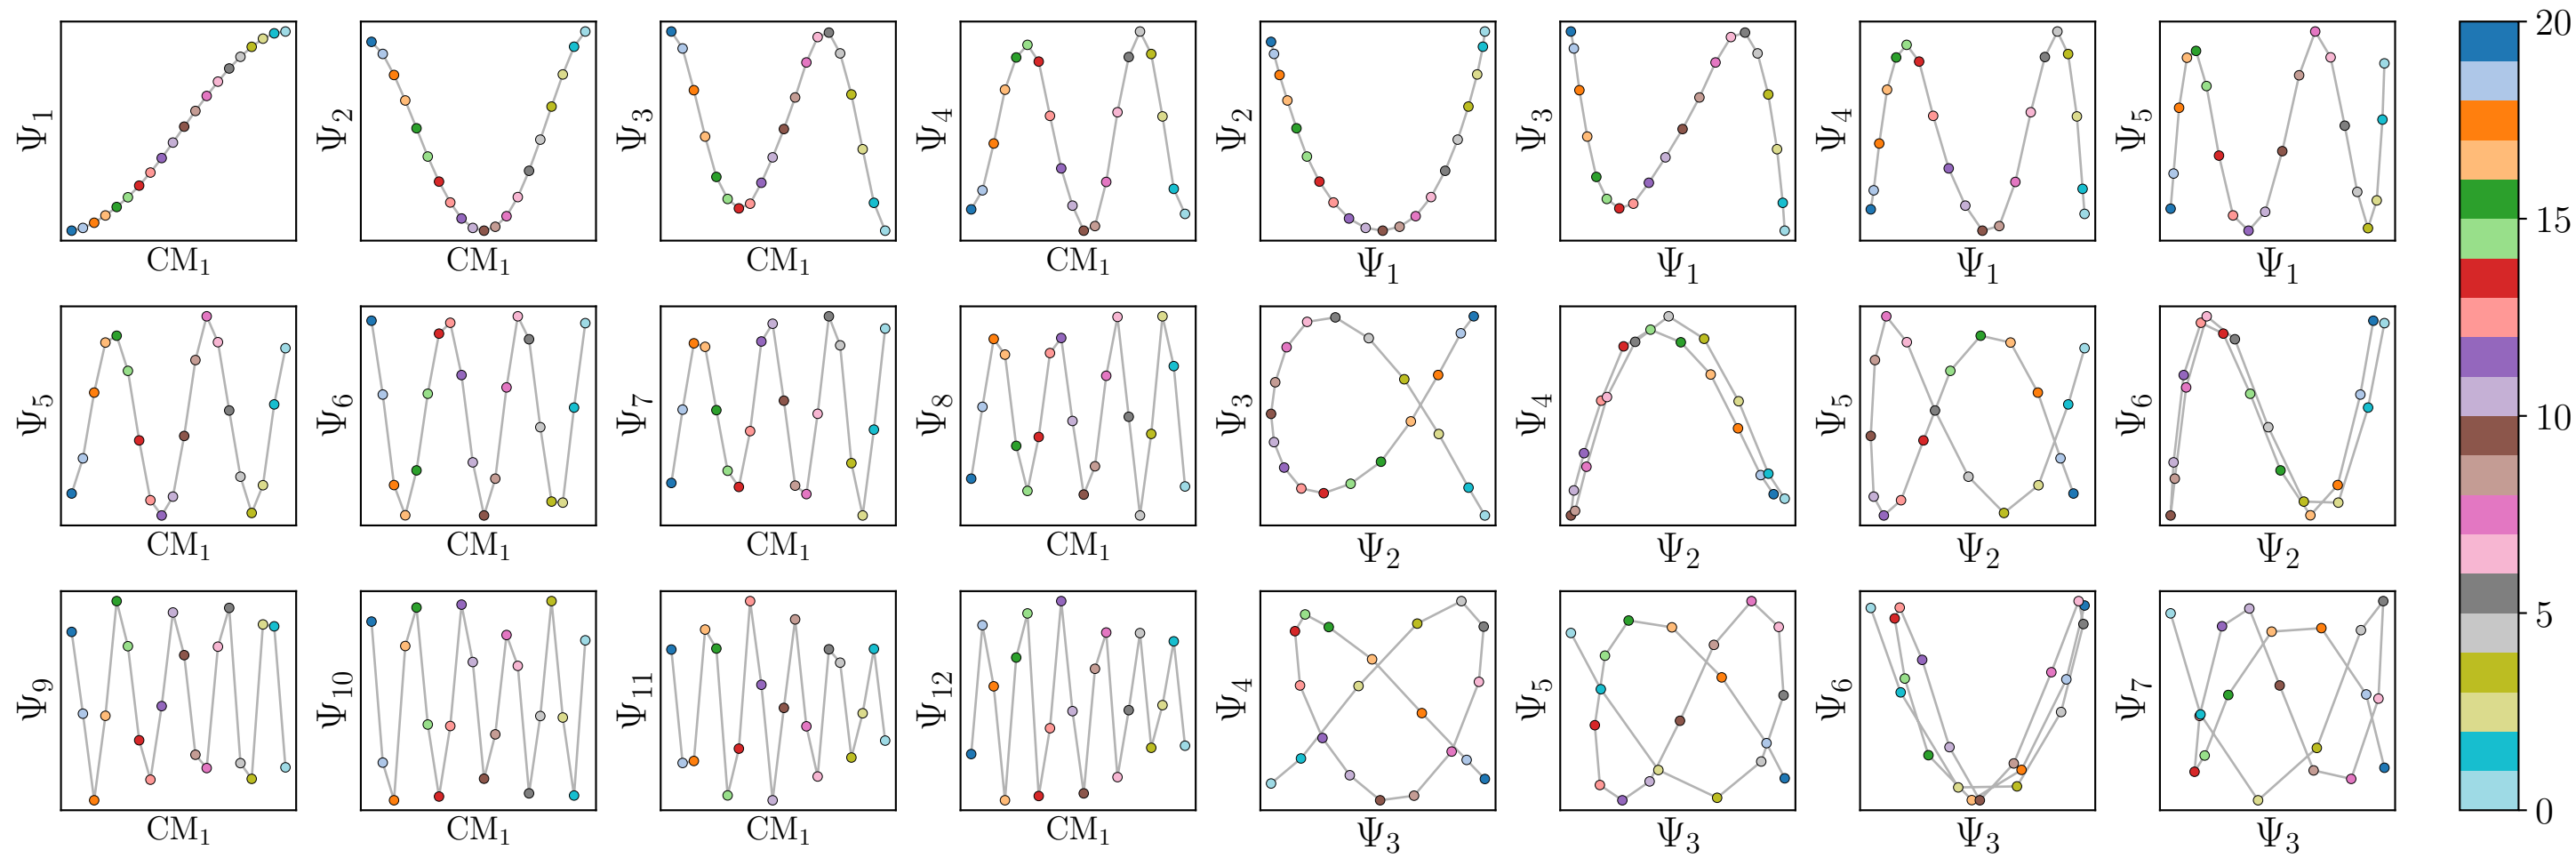 Ψ1 CM1
Ψ2 CM1
Ψ3 CM1
Ψ4 CM1
Ψ2 Ψ1
Ψ3 Ψ1
Ψ4 Ψ1
Ψ5 Ψ1
Ψ5 CM1
Ψ6 CM1
Ψ7 CM1
Ψ8 CM1
Ψ3 Ψ2
Ψ4 Ψ2
Ψ5 Ψ2
Ψ6 Ψ2
Ψ9 CM1
Ψ10 CM1
Ψ11 CM1
Ψ12 CM1
Ψ4 Ψ3
Ψ5 Ψ3
Ψ6 Ψ3
Ψ7 Ψ3
20
15
10
5
0